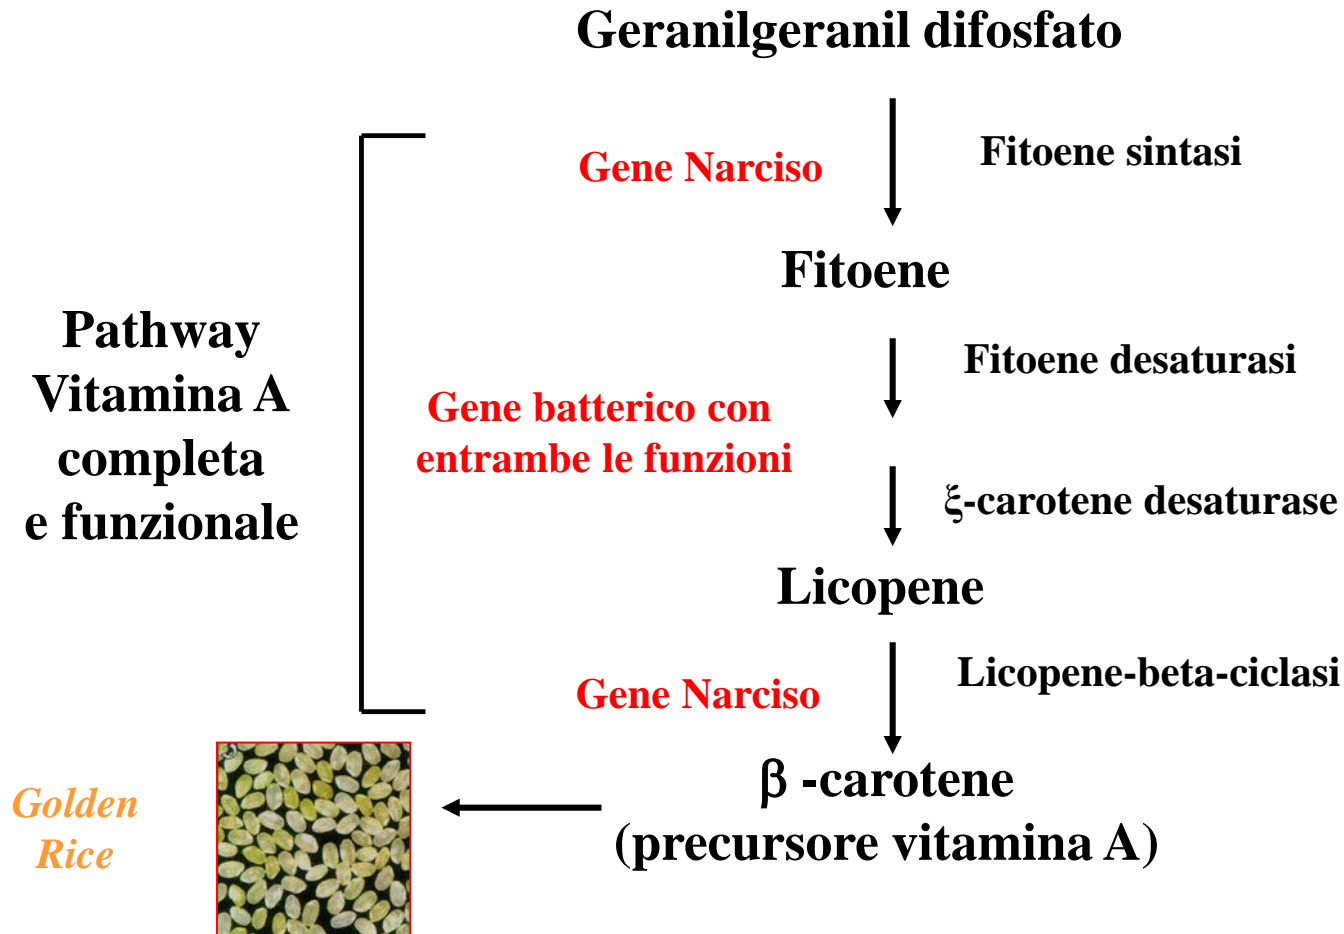 Geranilgeranil difosfato
Gene Narciso
Fitoene sintasi
Fitoene
Pathway
Vitamina A
completa
e funzionale
Fitoene desaturasi
Gene batterico con
entrambe le funzioni
ξ-carotene desaturase
Licopene
Gene Narciso
Licopene-beta-ciclasi
β -carotene
(precursore vitamina A)
Golden
Rice